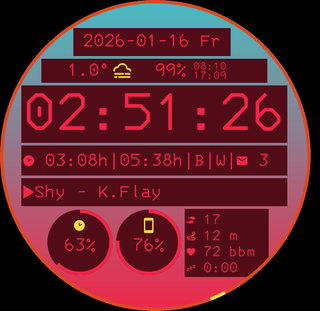 2026-01-16 Fr
1.0° 99% 08:10
17:09
02:51:26
03:08h|05:38h|B|W| 3
Shy - K.Flay
63% 76%
17
12 m
72 bbm
zzz 0:00